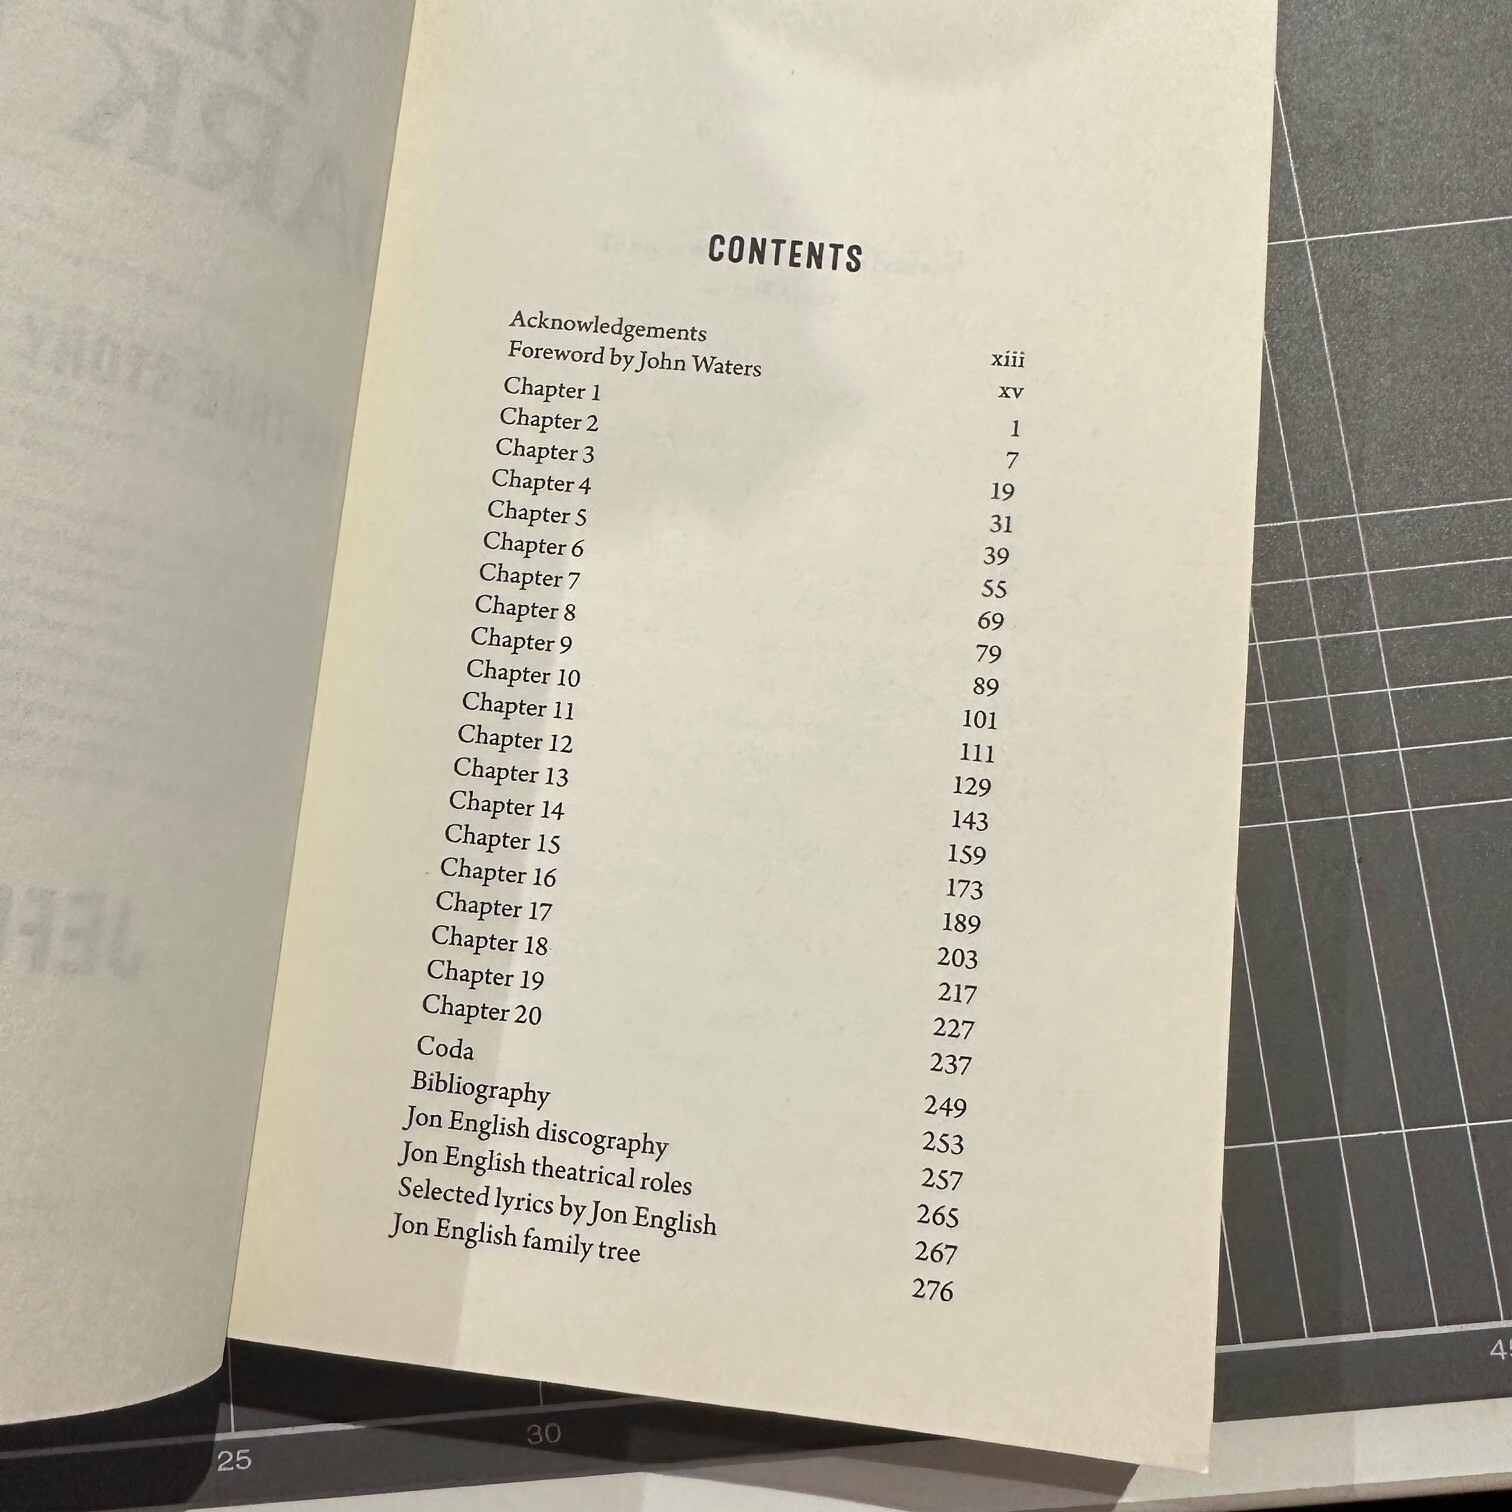 CONTENTS
Acknowledgements xiii
Foreword by John Waters xv
Chapter 1 1
Chapter 2 7
Chapter 3 19
Chapter 4 31
Chapter 5 39
Chapter 6 55
Chapter 7 69
Chapter 8 79
Chapter 9 89
Chapter 10 101
Chapter 11 111
Chapter 12 129
Chapter 13 143
Chapter 14 159
Chapter 15 173
Chapter 16 189
Chapter 17 203
Chapter 18 217
Chapter 19 227
Chapter 20 237
Coda 249
Bibliography 253
Jon English discography 257
Jon English theatrical roles 265
Selected lyrics by Jon English 267
Jon English family tree 276
25
30